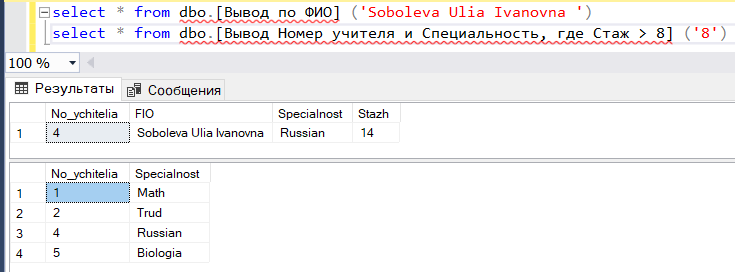 select * from dbo.[Вывод по ФИО] ('Soboleva Ulia Ivanovna ')
select * from dbo.[Вывод Номер учителя и Специальность, где Стаж > 8] ('8')
100 %
Результаты Сообщения
No_ychitelia FIO Specialnost Stazh
1 4 Soboleva Ulia Ivanovna Russian 14
No_ychitelia Specialnost
1 1 Math
2 2 Trud
3 4 Russian
4 5 Biologia